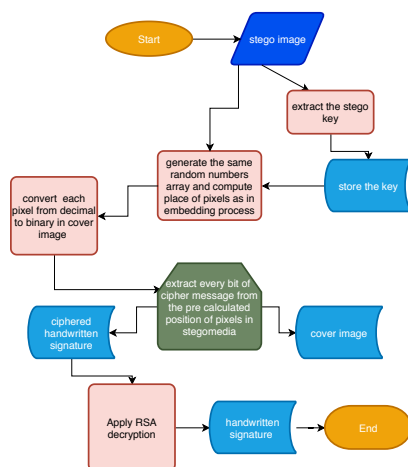 Start
stego image
extract the stego
key
generate the same
random numbers
array and compute
place of pixels as in
embedding process
store the key
convert each
pixel from decimal
to binary in cover
image
extract every bit of
cipher message from
the pre calculated
position of pixels in
stegomedia
ciphered
handwritten
signature
cover image
Apply RSA
decryption
handwritten
signature
End